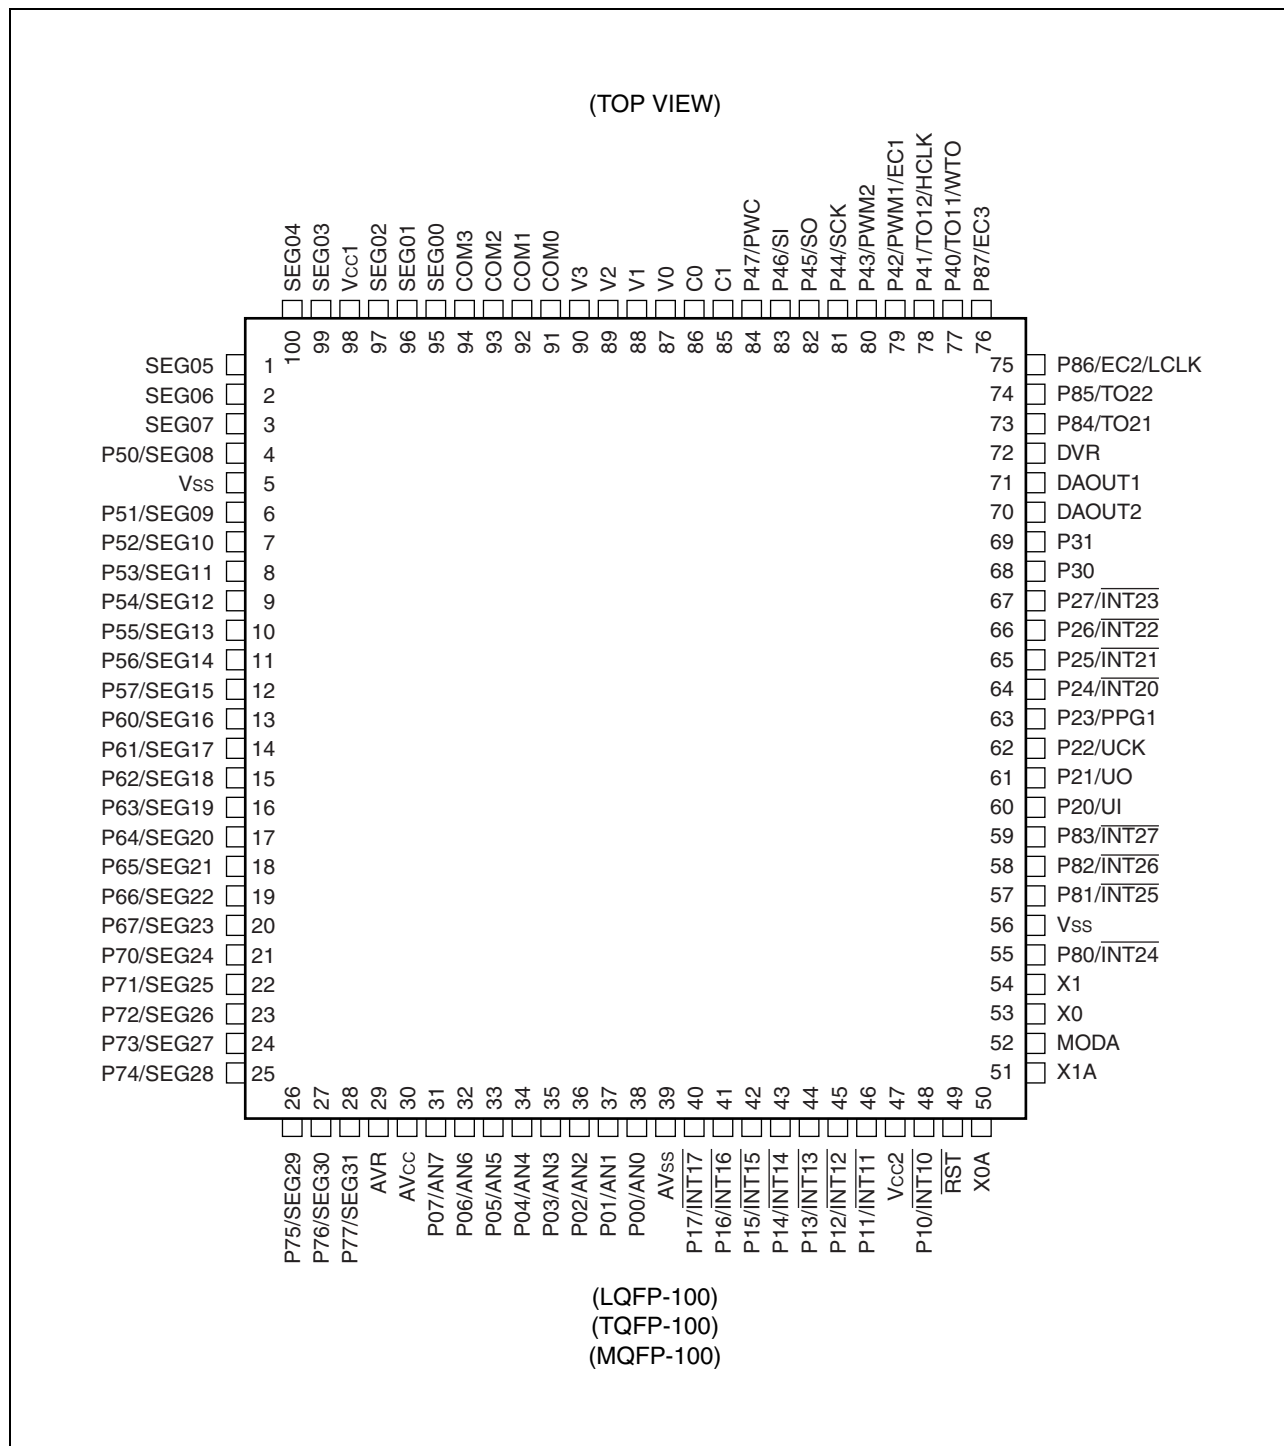 (TOP VIEW)
SEG04
SEG03
Vcc1
SEG02
SEG01
SEG00
COM3
COM2
COM1
COM0
V3
V2
V1
V0
C0
C1
P47/PWC
P46/SI
P45/SO
P44/SCK
P43/PWM2
P42/PWM1/EC1
P41/TO12/HCLK
P40/TO11/WTO
P87/EC3
100
99
98
97
96
95
94
93
92
91
90
89
88
87
86
85
84
83
82
81
80
79
78
77
76
SEG05 1
SEG06 2
SEG07 3
P50/SEG08 4
Vss 5
P51/SEG09 6
P52/SEG10 7
P53/SEG11 8
P54/SEG12 9
P55/SEG13 10
P56/SEG14 11
P57/SEG15 12
P60/SEG16 13
P61/SEG17 14
P62/SEG18 15
P63/SEG19 16
P64/SEG20 17
P65/SEG21 18
P66/SEG22 19
P67/SEG23 20
P70/SEG24 21
P71/SEG25 22
P72/SEG26 23
P73/SEG27 24
P74/SEG28 25
75 P86/EC2/LCLK
74 P85/TO22
73 P84/TO21
72 DVR
71 DAOUT1
70 DAOUT2
69 P31
68 P30
67 P27/INT23
66 P26/INT22
65 P25/INT21
64 P24/INT20
63 P23/PPG1
62 P22/UCK
61 P21/UO
60 P20/UI
59 P83/INT27
58 P82/INT26
57 P81/INT25
56 Vss
55 P80/INT24
54 X1
53 X0
52 MODA
51 X1A
26
27
28
29
30
31
32
33
34
35
36
37
38
39
40
41
42
43
44
45
46
47
48
49
50
P75/SEG29
P76/SEG30
P77/SEG31
AVR
AVcc
P07/AN7
P06/AN6
P05/AN5
P04/AN4
P03/AN3
P02/AN2
P01/AN1
P00/AN0
AVss
P17/INT17
P16/INT16
P15/INT15
P14/INT14
P13/INT13
P12/INT12
P11/INT11
Vcc2
P10/INT10
RST
X0A
(LQFP-100)
(TQFP-100)
(MQFP-100)